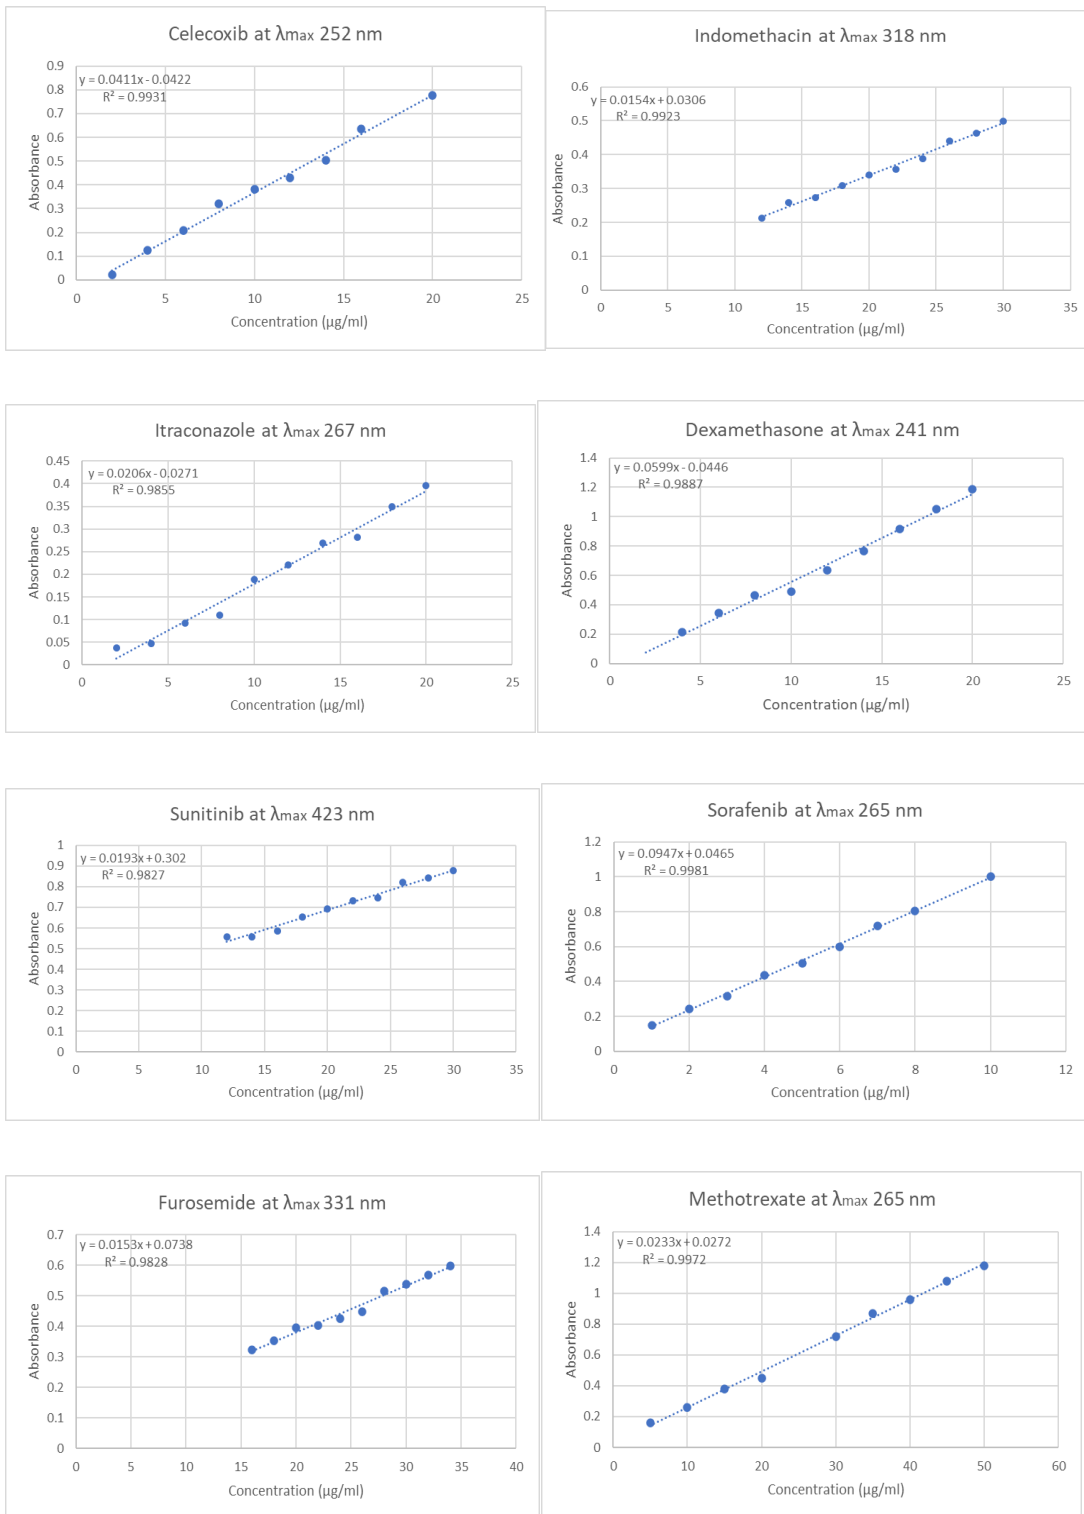 Celecoxib at λmax 252 nm
y = 0.0411x - 0.0422
R² = 0.9931
0.9
0.8
0.7
0.6
0.5
0.4
0.3
0.2
0.1
0
Absorbance
0 5 10 15 20 25
Concentration (µg/ml)
Indomethacin at λmax 318 nm
y = 0.0154x + 0.0306
R² = 0.9923
0.6
0.5
0.4
0.3
0.2
0.1
0
Absorbance
0 5 10 15 20 25 30 35
Concentration (µg/ml)
Itraconazole at λmax 267 nm
y = 0.0206x - 0.0271
R² = 0.9855
0.45
0.4
0.35
0.3
0.25
0.2
0.15
0.1
0.05
0
Absorbance
0 5 10 15 20 25
Concentration (µg/ml)
Dexamethasone at λmax 241 nm
y = 0.0599x - 0.0446
R² = 0.9887
1.4
1.2
1
0.8
0.6
0.4
0.2
0
Absorbance
0 5 10 15 20 25
Concentration (µg/ml)
Sunitinib at λmax 423 nm
y = 0.0193x + 0.302
R² = 0.9827
1
0.9
0.8
0.7
0.6
0.5
0.4
0.3
0.2
0.1
0
Absorbance
0 5 10 15 20 25 30 35
Concentration (µg/ml)
Sorafenib at λmax 265 nm
y = 0.0947x + 0.0465
R² = 0.9981
1.2
1
0.8
0.6
0.4
0.2
0
Absorbance
0 2 4 6 8 10 12
Concentration (µg/ml)
Furosemide at λmax 331 nm
y = 0.0153x + 0.0738
R² = 0.9828
0.7
0.6
0.5
0.4
0.3
0.2
0.1
0
Absorbance
0 5 10 15 20 25 30 35 40
Concentration (µg/ml)
Methotrexate at λmax 265 nm
y = 0.0233x + 0.0272
R² = 0.9972
1.4
1.2
1
0.8
0.6
0.4
0.2
0
Absorbance
0 10 20 30 40 50 60
Concentration (µg/ml)